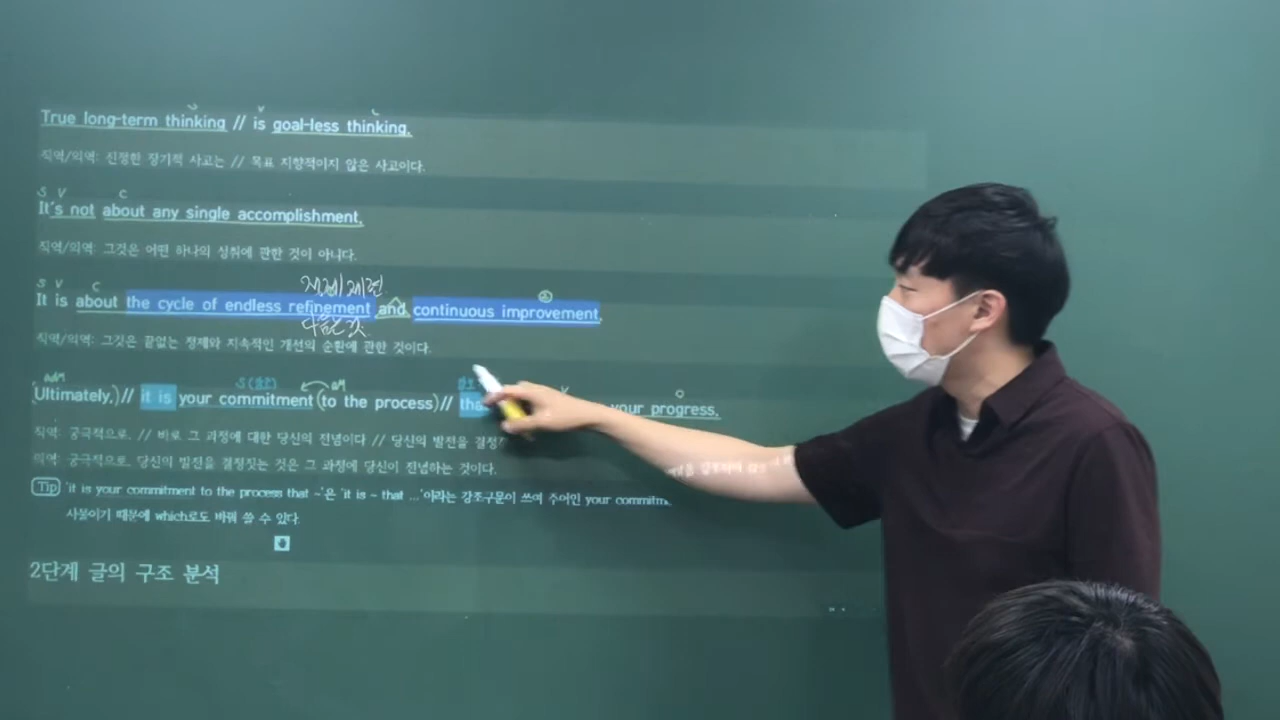 S V C
True long-term thinking // is goal-less thinking.
직역/의역: 진정한 장기적 사고는 // 목표 지향적이지 않은 사고이다.
S V C
It's not about any single accomplishment.
직역/의역: 그것은 어떤 하나의 성취에 관한 것이 아니다.
S V C
It is about the cycle of endless refinement and continuous improvement.
다듬는 것
직역/의역: 그것은 끝없는 정제와 지속적인 개선의 순환에 관한 것이다.
(Ultimately,)// it is your commitment (to the process)// tha your progress.
직역: 궁극적으로, // 바로 그 과정에 대한 당신의 전념이다 // 당신의 발전을 결정
의역: 궁극적으로, 당신의 발전을 결정짓는 것은 그 과정에 당신이 전념하는 것이다.
Tip 'it is your commitment to the process that ~'은 'it is ~ that ...'이라는 강조구문이 쓰여 주어인 your commitm
사물이기 때문에 which로도 바꿔 쓸 수 있다.
2단계 글의 구조 분석